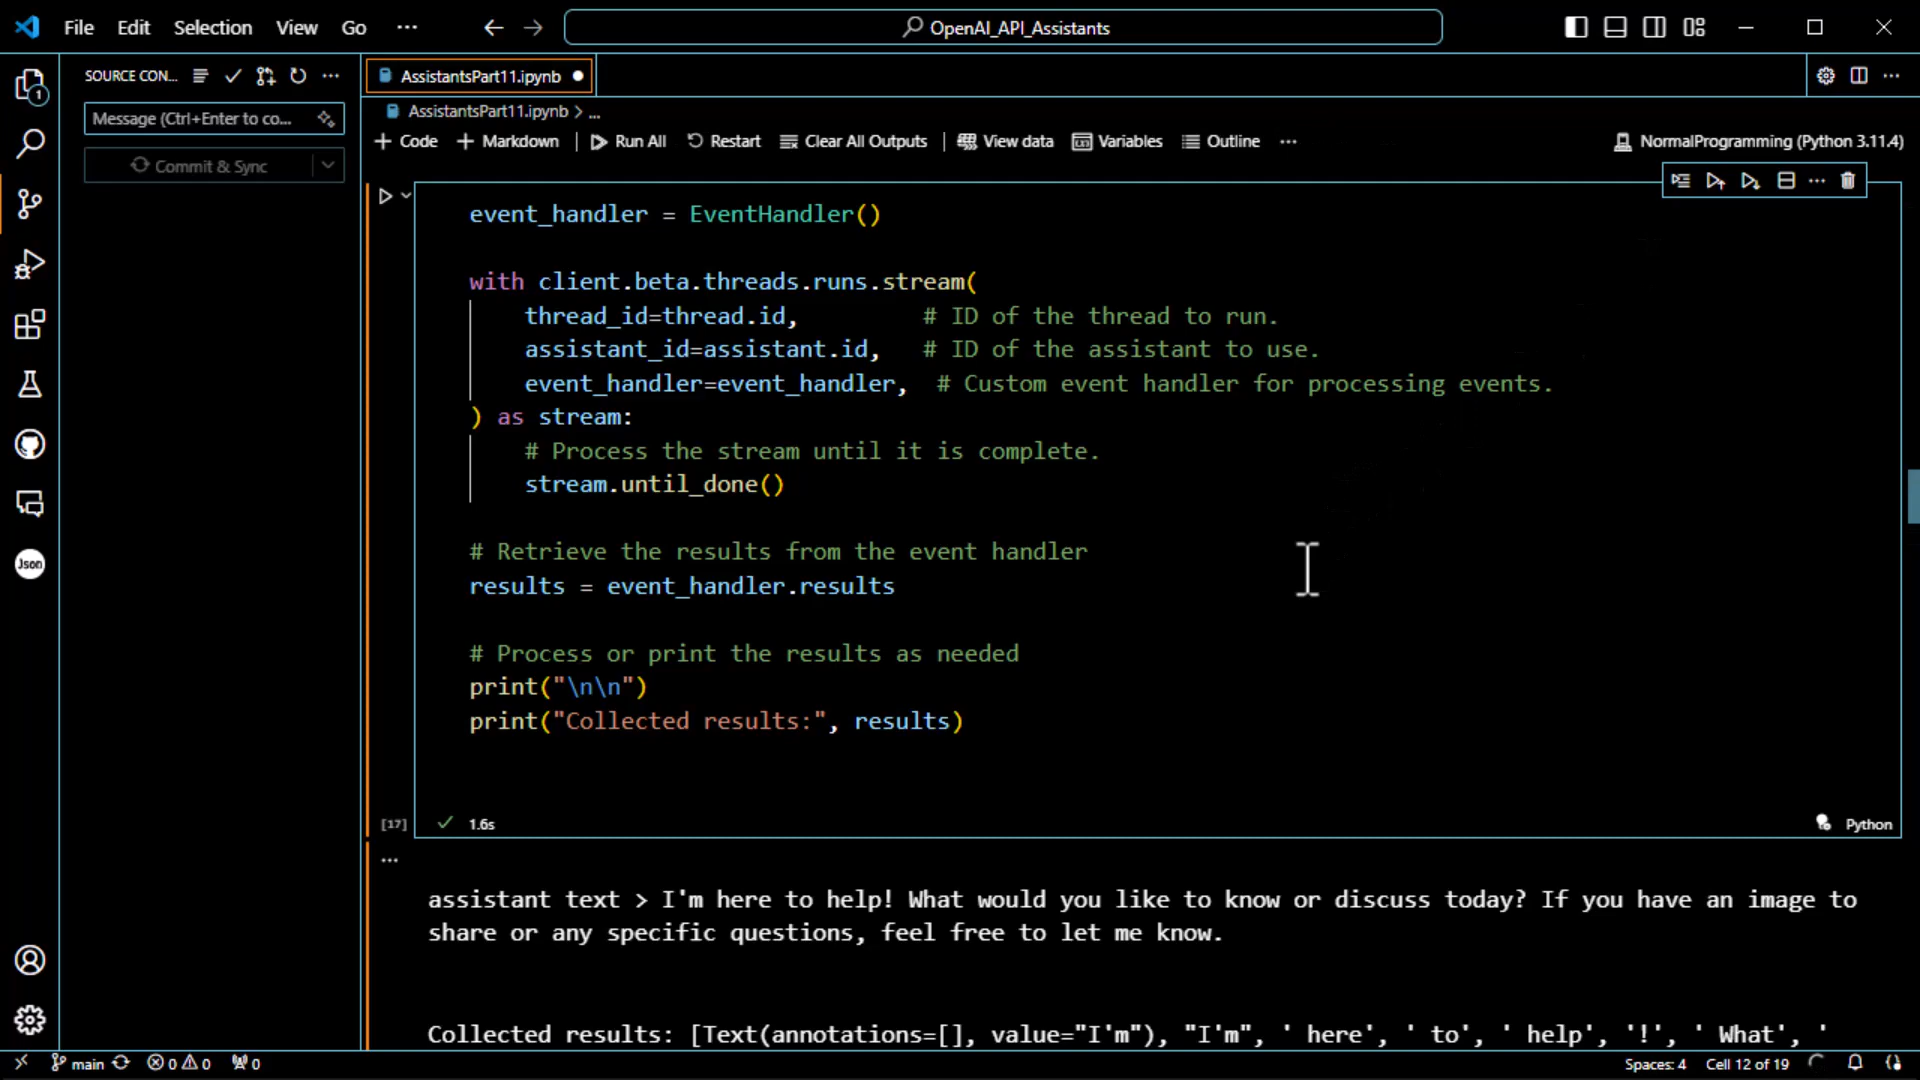 File Edit Selection View Go ... OpenAI_API_Assistants
SOURCE CON... ...
Message (Ctrl+Enter to co...
Commit & Sync
AssistantsPart11.ipynb
AssistantsPart11.ipynb > ...
+ Code + Markdown Run All Restart Clear All Outputs View data Variables Outline ... NormalProgramming (Python 3.11.4)
event_handler = EventHandler()
with client.beta.threads.runs.stream(
thread_id=thread.id, # ID of the thread to run.
assistant_id=assistant.id, # ID of the assistant to use.
event_handler=event_handler, # Custom event handler for processing events.
) as stream:
# Process the stream until it is complete.
stream.until_done()
# Retrieve the results from the event handler
results = event_handler.results
# Process or print the results as needed
print("\n\n")
print("Collected results:", results)
[17] 1.6s Python
...
assistant text > I'm here to help! What would you like to know or discuss today? If you have an image to
share or any specific questions, feel free to let me know.
Collected results: [Text(annotations=[], value="I'm"), "I'm", ' here', ' to', ' help', '!', ' What', '
1
Json
main 0 0 0 Spaces: 4 Cell 12 of 19